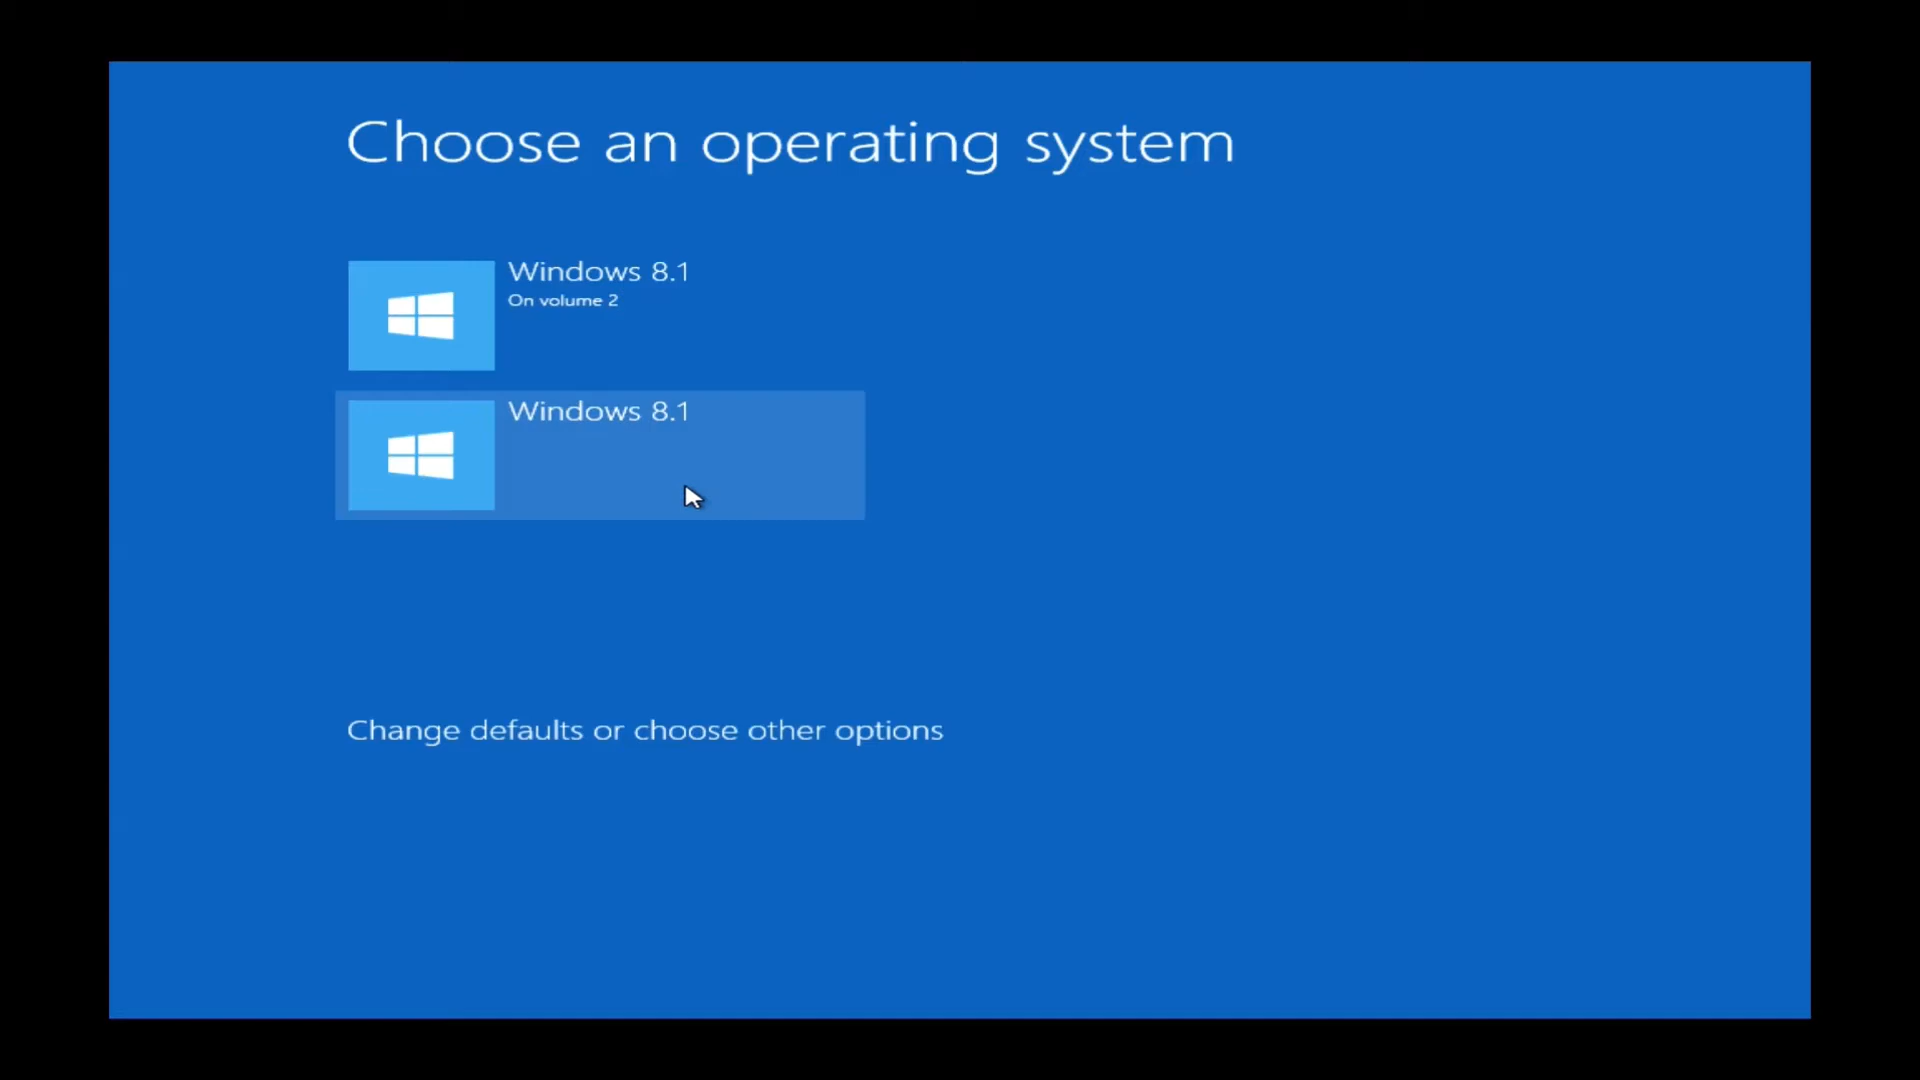 Choose an operating system
Windows 8.1
On volume 2
Windows 8.1
Change defaults or choose other options